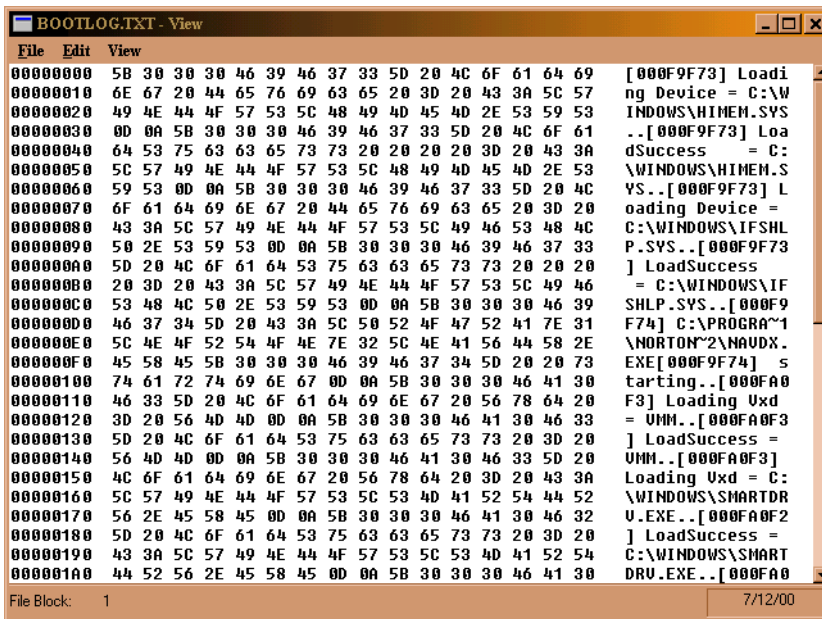 BOOTLOG.TXT - View
File Edit View
00000000 5B 30 30 30 46 39 46 37 33 5D 20 4C 6F 61 64 69 [000F9F73] Loadi
00000010 6E 67 20 44 65 76 69 63 65 20 3D 20 43 3A 5C 57 ng Device = C:\W
00000020 49 4E 44 4F 57 53 5C 48 49 4D 45 4D 2E 53 59 53 INDOWS\HIMEM.SYS
00000030 0D 0A 5B 30 30 30 46 39 46 37 33 5D 20 4C 6F 61 ..[000F9F73] Loa
00000040 64 53 75 63 63 65 73 73 20 20 20 20 3D 20 43 3A dSuccess    = C:
00000050 5C 57 49 4E 44 4F 57 53 5C 48 49 4D 45 4D 2E 53 \WINDOWS\HIMEM.S
00000060 59 53 0D 0A 5B 30 30 30 46 39 46 37 33 5D 20 4C YS..[000F9F73] L
00000070 6F 61 64 69 6E 67 20 44 65 76 69 63 65 20 3D 20 oading Device =
00000080 43 3A 5C 57 49 4E 44 4F 57 53 5C 49 46 53 48 4C C:\WINDOWS\IFSHL
00000090 50 2E 53 59 53 0D 0A 5B 30 30 30 46 39 46 37 33 P.SYS..[000F9F73
000000A0 5D 20 4C 6F 61 64 53 75 63 63 65 73 73 20 20 20 ] LoadSuccess
000000B0 20 3D 20 43 3A 5C 57 49 4E 44 4F 57 53 5C 49 46  = C:\WINDOWS\IF
000000C0 53 48 4C 50 2E 53 59 53 0D 0A 5B 30 30 30 46 39 SHLP.SYS..[000F9
000000D0 46 37 34 5D 20 43 3A 5C 50 52 4F 47 52 41 7E 31 F74] C:\PROGRA~1
000000E0 5C 4E 4F 52 54 4F 4E 7E 32 5C 4E 41 56 44 58 2E \NORTON~2\NAVDX.
000000F0 45 58 45 5B 30 30 30 46 39 46 37 34 5D 20 20 73 EXE[000F9F74]  s
00000100 74 61 72 74 69 6E 67 0D 0A 5B 30 30 30 46 41 30 tarting..[000FA0
00000110 46 33 5D 20 4C 6F 61 64 69 6E 67 20 56 78 64 20 F3] Loading Vxd
00000120 3D 20 56 4D 4D 0D 0A 5B 30 30 30 46 41 30 46 33 = VMM..[000FA0F3
00000130 5D 20 4C 6F 61 64 53 75 63 63 65 73 73 20 3D 20 ] LoadSuccess =
00000140 56 4D 4D 0D 0A 5B 30 30 30 46 41 30 46 33 5D 20 VMM..[000FA0F3]
00000150 4C 6F 61 64 69 6E 67 20 56 78 64 20 3D 20 43 3A Loading Vxd = C:
00000160 5C 57 49 4E 44 4F 57 53 5C 53 4D 41 52 54 44 52 \WINDOWS\SMARTDR
00000170 56 2E 45 58 45 0D 0A 5B 30 30 30 46 41 30 46 32 V.EXE..[000FA0F2
00000180 5D 20 4C 6F 61 64 53 75 63 63 65 73 73 20 3D 20 ] LoadSuccess =
00000190 43 3A 5C 57 49 4E 44 4F 57 53 5C 53 4D 41 52 54 C:\WINDOWS\SMART
000001A0 44 52 56 2E 45 58 45 0D 0A 5B 30 30 30 46 41 30 DRV.EXE..[000FA0
File Block: 1 7/12/00